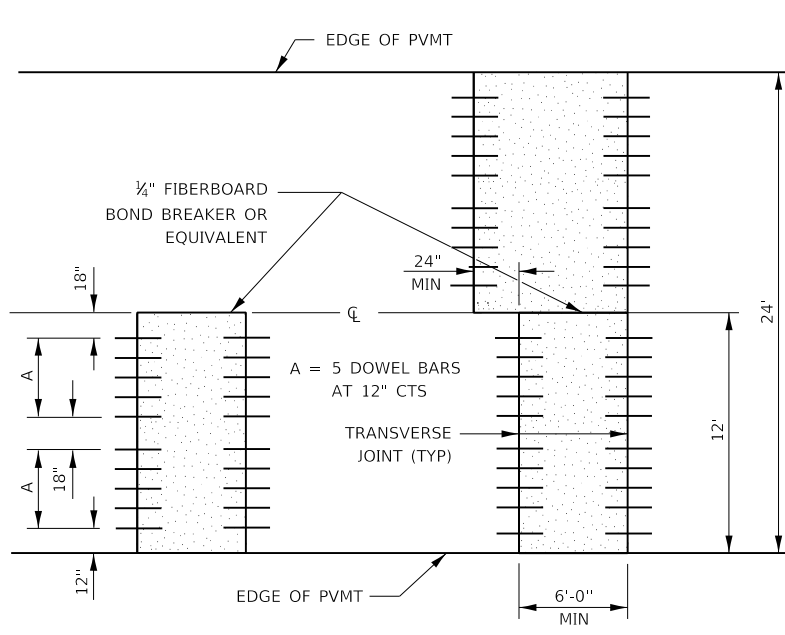 EDGE OF PVMT
¼" FIBERBOARD
BOND BREAKER OR
EQUIVALENT
24"
MIN
18"
℄
24'
A = 5 DOWEL BARS
AT 12" CTS
A
12'
TRANSVERSE
JOINT (TYP)
18"
A
12"
EDGE OF PVMT
6'-0"
MIN